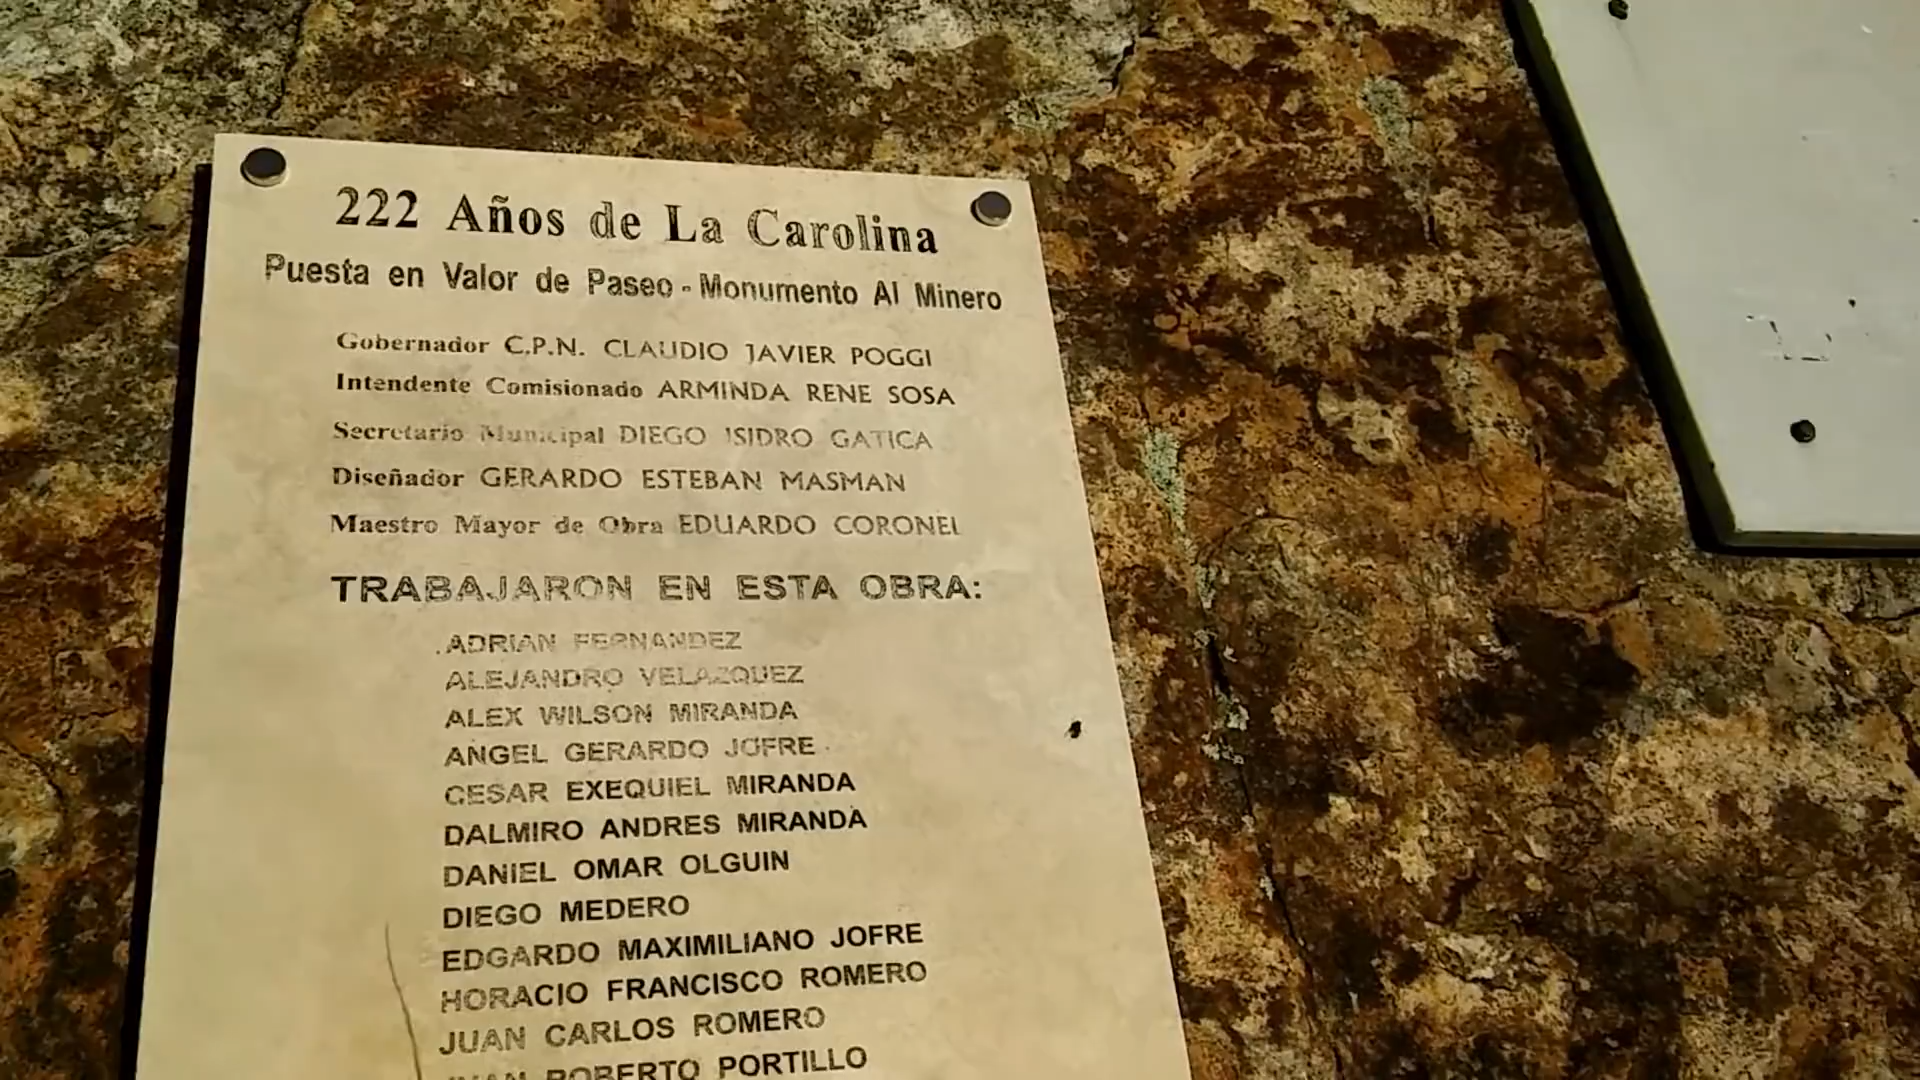 222 Años de La Carolina
Puesta en Valor de Paseo - Monumento Al Minero
Gobernador C.P.N. CLAUDIO JAVIER POGGI
Intendente Comisionado ARMINDA RENE SOSA
Secretario Municipal DIEGO ISIDRO GATICA
Diseñador GERARDO ESTEBAN MASMAN
Maestro Mayor de Obra EDUARDO CORONEL
TRABAJARON EN ESTA OBRA:
ADRIAN FERNANDEZ
ALEJANDRO VELAZQUEZ
ALEX WILSON MIRANDA
ANGEL GERARDO JOFRE
CESAR EXEQUIEL MIRANDA
DALMIRO ANDRES MIRANDA
DANIEL OMAR OLGUIN
DIEGO MEDERO
EDGARDO MAXIMILIANO JOFRE
HORACIO FRANCISCO ROMERO
JUAN CARLOS ROMERO
ROBERTO PORTILLO